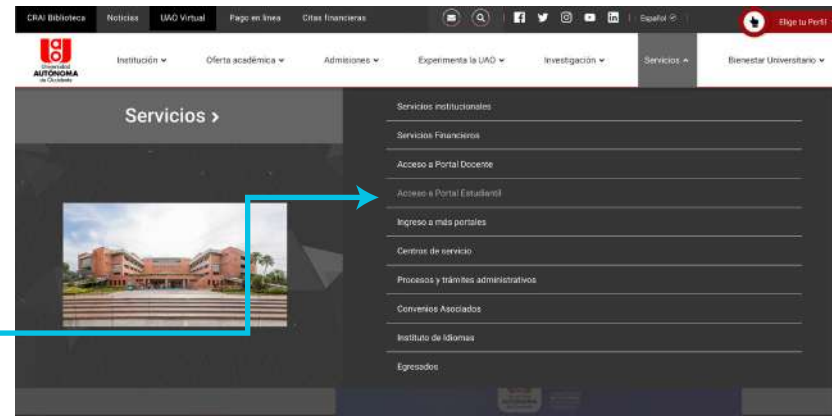 CRAI Biblioteca Noticias UAO Virtual Pago en línea Citas financieras Español Elige tu Perfil
Universidad
AUTÓNOMA
de Occidente
Institución Oferta académica Admisiones Experimenta la UAO Investigación Servicios Bienestar Universitario
Servicios >
Servicios institucionales
Servicios Financieros
Acceso a Portal Docente
Acceso a Portal Estudiantil
Ingreso a más portales
Centros de servicio
Procesos y trámites administrativos
Convenios Asociados
Instituto de Idiomas
Egresados